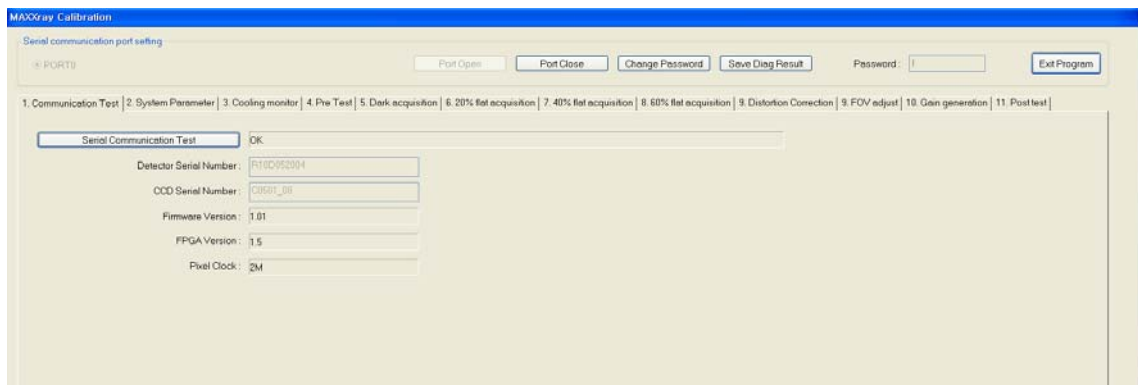 MAXXray Calibration
Serial communication port setting
PORT0 Port Open Port Close Change Password Save Diag Result Password : Exit Program
1. Communication Test 2. System Parameter 3. Cooling monitor 4. Pre Test 5. Dark acquisition 6. 20% flat acquisition 7. 40% flat acquisition 8. 60% flat acquisition 9. Distortion Correction 9. FOV adjust 10. Gain generation 11. Post test
Serial Communication Test OK
Detector Serial Number : R10D052004
CCD Serial Number :
Firmware Version : 1.01
FPGA Version : 1.5
Pixel Clock : 2M